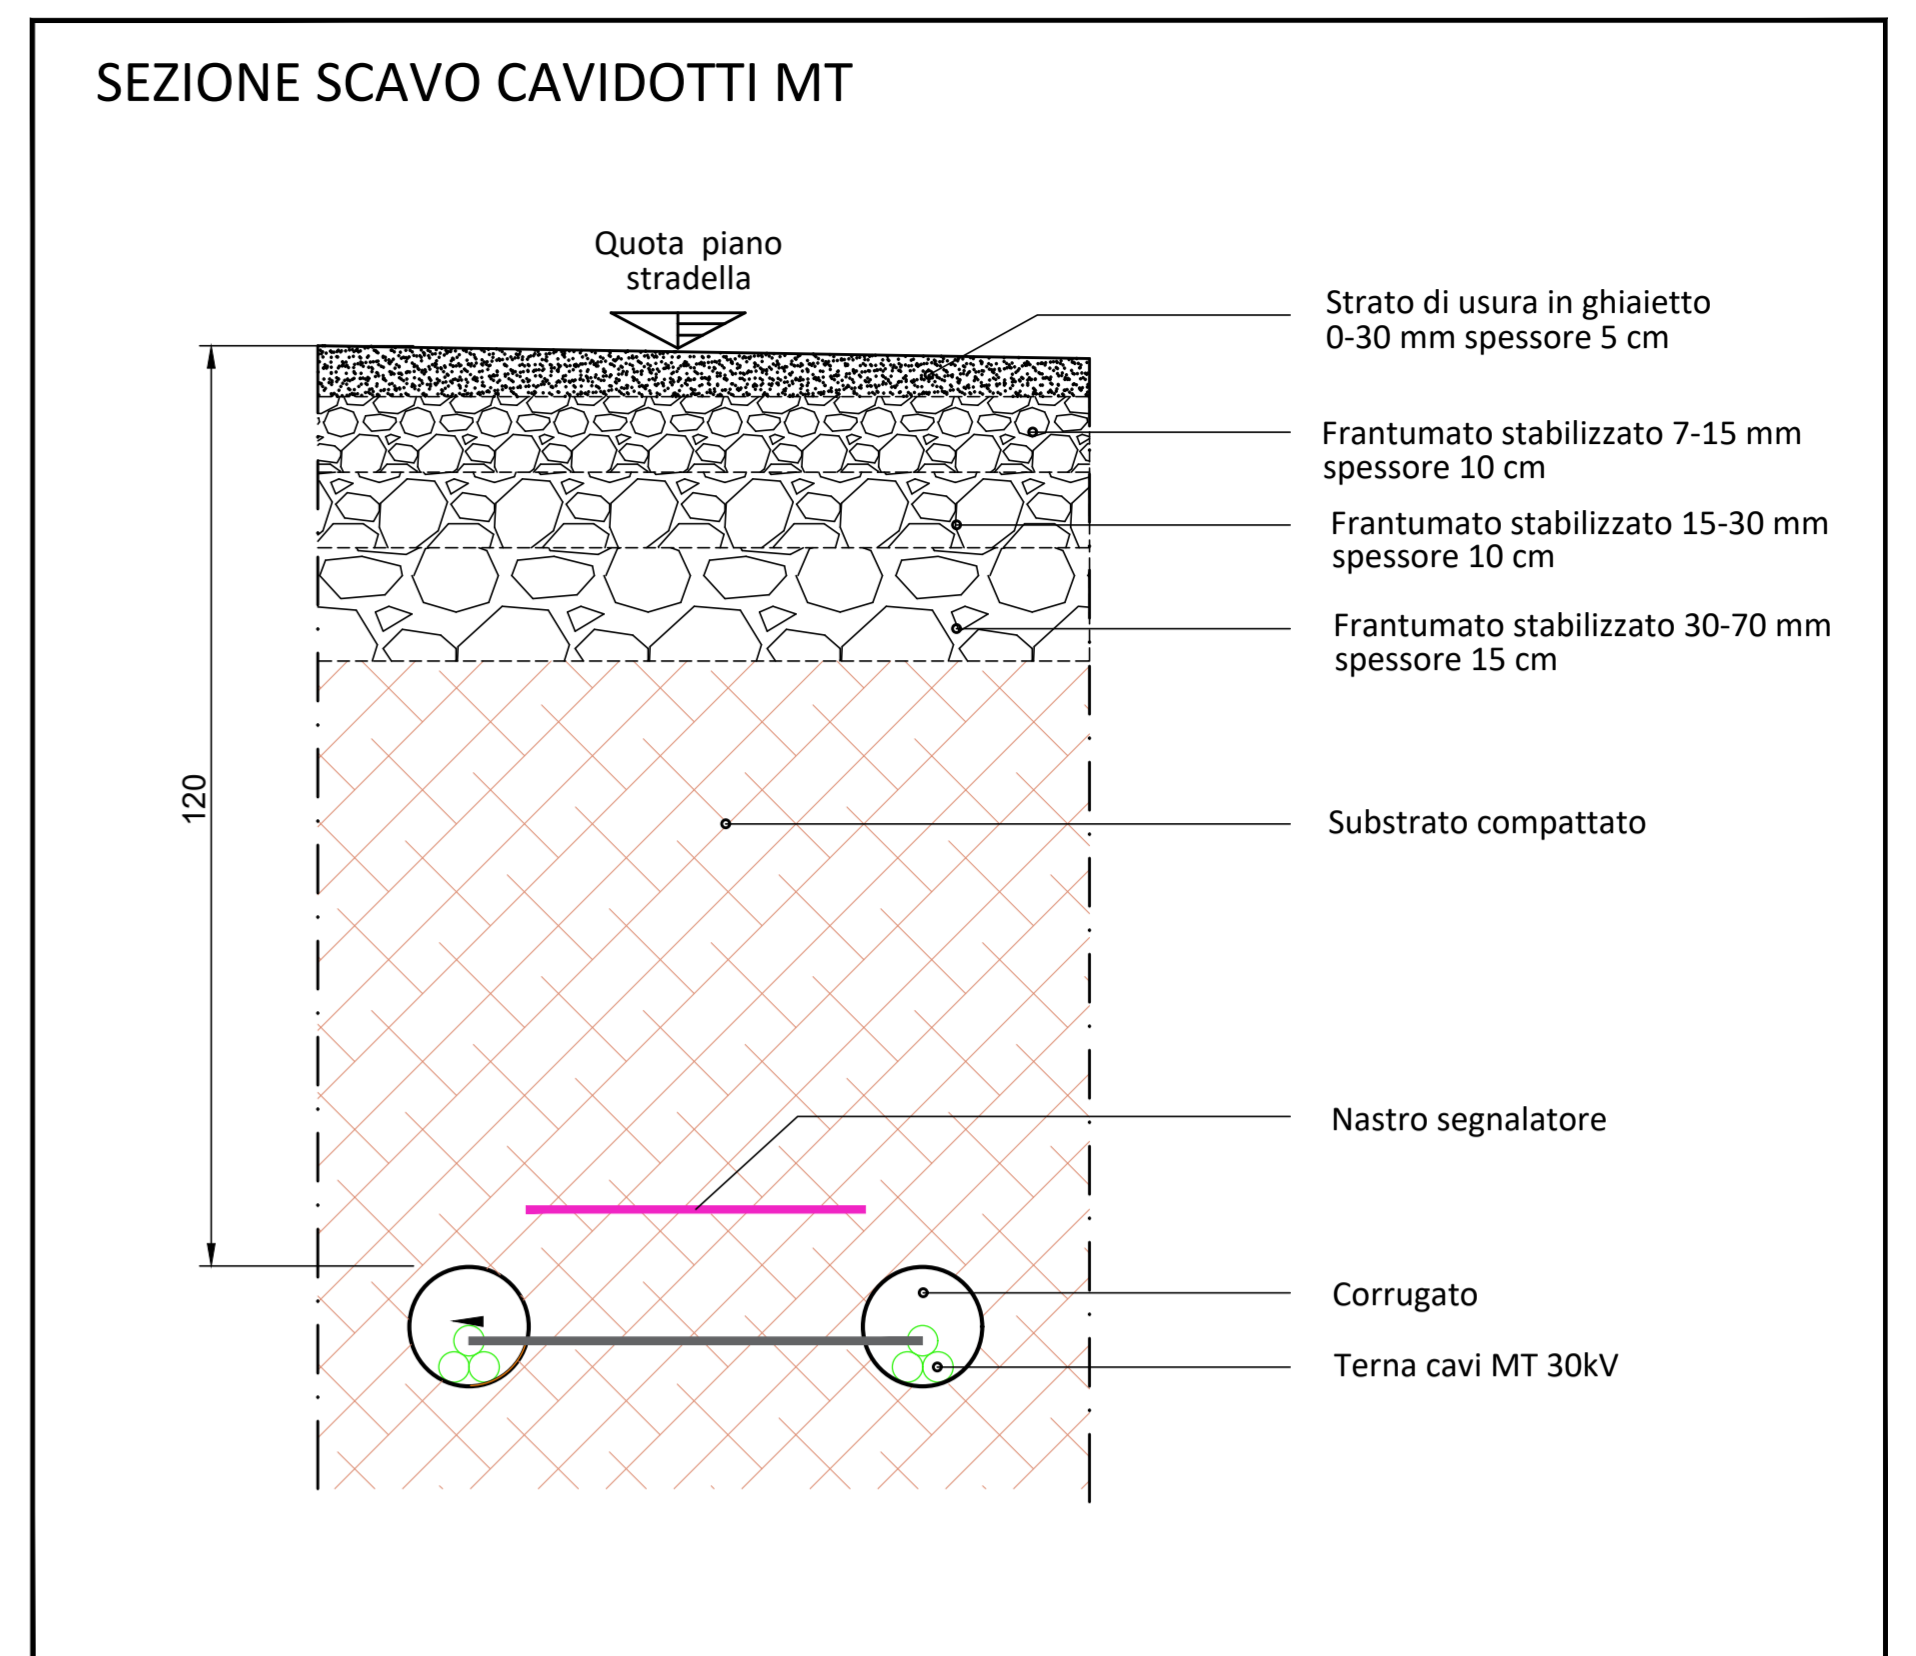 SEZIONE SCAVO CAVIDOTTI MT
Quota piano
stradella
Strato di usura in ghiaietto
0-30 mm spessore 5 cm
Frantumato stabilizzato 7-15 mm
spessore 10 cm
Frantumato stabilizzato 15-30 mm
spessore 10 cm
Frantumato stabilizzato 30-70 mm
spessore 15 cm
120
Substrato compattato
Nastro segnalatore
Corrugato
Terna cavi MT 30kV